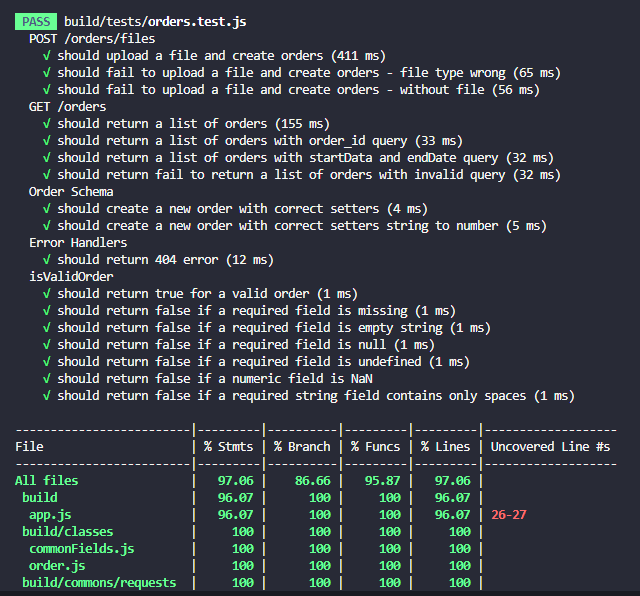 PASS build/tests/orders.test.js
POST /orders/files
√ should upload a file and create orders (411 ms)
√ should fail to upload a file and create orders - file type wrong (65 ms)
√ should fail to upload a file and create orders - without file (56 ms)
GET /orders
√ should return a list of orders (155 ms)
√ should return a list of orders with order_id query (33 ms)
√ should return a list of orders with startData and endDate query (32 ms)
√ should return fail to return a list of orders with invalid query (32 ms)
Order Schema
√ should create a new order with correct setters (4 ms)
√ should create a new order with correct setters string to number (5 ms)
Error Handlers
√ should return 404 error (12 ms)
isValidOrder
√ should return true for a valid order (1 ms)
√ should return false if a required field is missing (1 ms)
√ should return false if a required field is empty string (1 ms)
√ should return false if a required field is null (1 ms)
√ should return false if a required field is undefined (1 ms)
√ should return false if a numeric field is NaN
√ should return false if a required string field contains only spaces (1 ms)
-------------------------|---------|----------|---------|---------|-------------------
File | % Stmts | % Branch | % Funcs | % Lines | Uncovered Line #s
-------------------------|---------|----------|---------|---------|-------------------
All files | 97.06 | 86.66 | 95.87 | 97.06 |
build | 96.07 | 100 | 100 | 96.07 |
app.js | 96.07 | 100 | 100 | 96.07 | 26-27
build/classes | 100 | 100 | 100 | 100 |
commonFields.js | 100 | 100 | 100 | 100 |
order.js | 100 | 100 | 100 | 100 |
build/commons/requests | 100 | 100 | 100 | 100 |